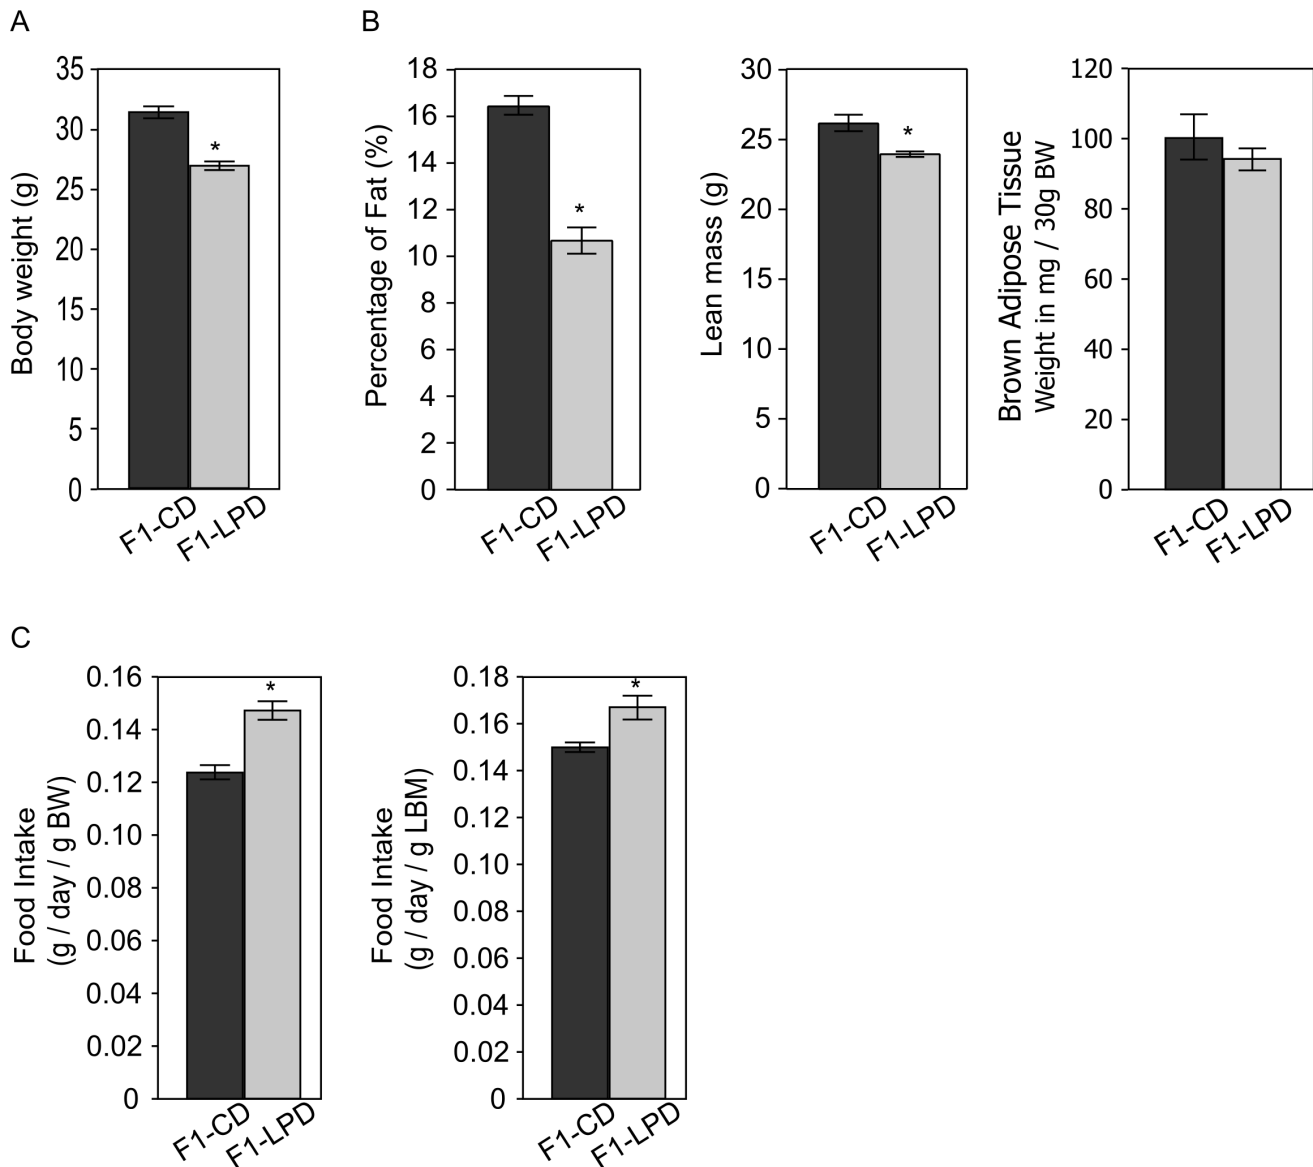 A
Body weight (g)
35
30
25
20
15
10
5
0
*
F1-CD
F1-LPD
B
Percentage of Fat (%)
18
16
14
12
10
8
6
4
2
0
*
F1-CD
F1-LPD
Lean mass (g)
30
25
20
15
10
5
0
*
F1-CD
F1-LPD
Brown Adipose Tissue
Weight in mg / 30g BW
120
100
80
60
40
20
0
F1-CD
F1-LPD
C
Food Intake
(g / day / g BW)
0.16
0.14
0.12
0.10
0.08
0.06
0.04
0.02
0
*
F1-CD
F1-LPD
Food Intake
(g / day / g LBM)
0.18
0.16
0.14
0.12
0.10
0.08
0.06
0.04
0.02
0
*
F1-CD
F1-LPD